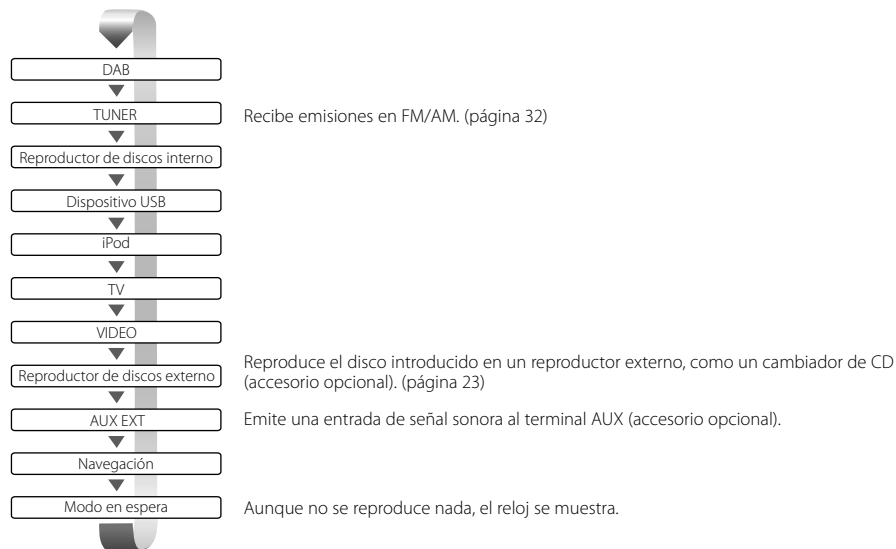 DAB
TUNER
Recibe emisiones en FM/AM. (página 32)
Reproductor de discos interno
Dispositivo USB
iPod
TV
VIDEO
Reproductor de discos externo
Reproduce el disco introducido en un reproductor externo, como un cambiador de CD
(accesorio opcional). (página 23)
AUX EXT
Emite una entrada de señal sonora al terminal AUX (accesorio opcional).
Navegación
Modo en espera
Aunque no se reproduce nada, el reloj se muestra.